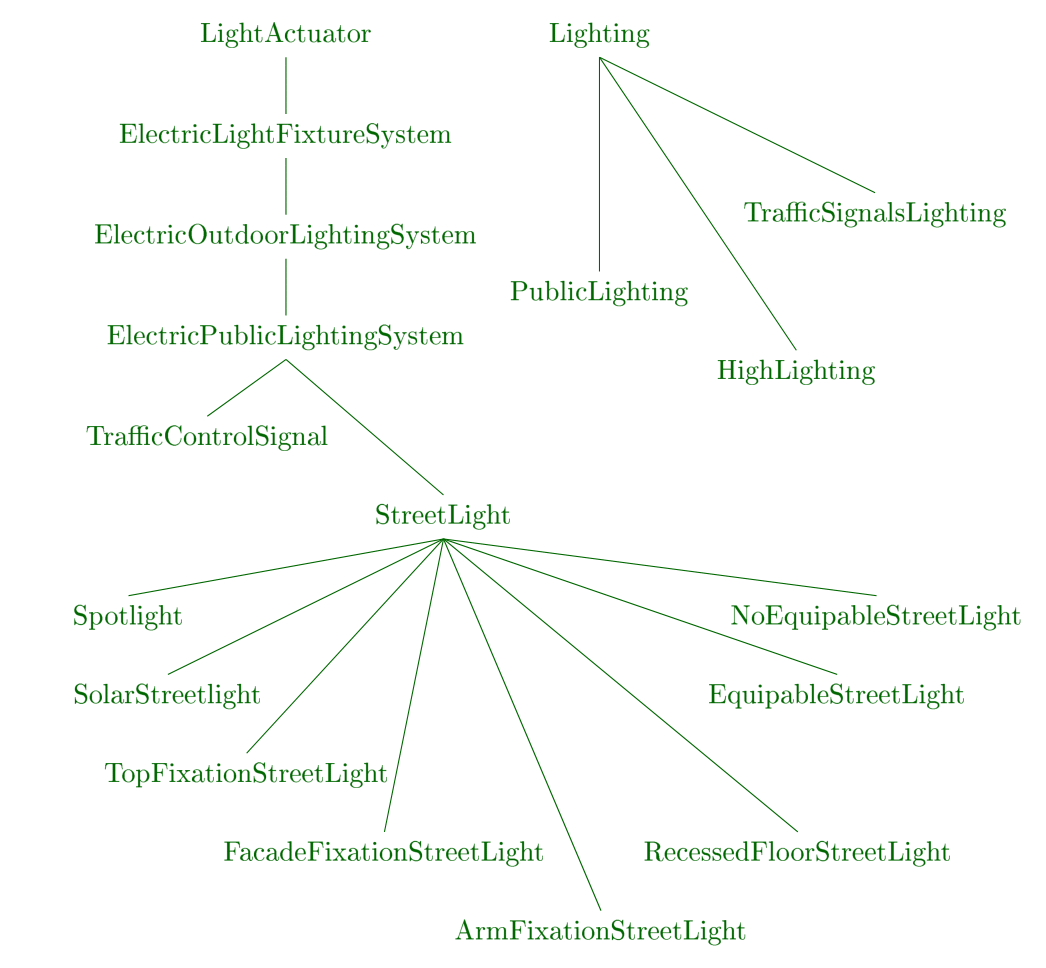 LightActuator
Lighting
ElectricLightFixtureSystem
TrafficSignalsLighting
ElectricOutdoorLightingSystem
PublicLighting
ElectricPublicLightingSystem
HighLighting
TrafficControlSignal
StreetLight
Spotlight
NoEquipableStreetLight
SolarStreetlight
EquipableStreetLight
TopFixationStreetLight
FacadeFixationStreetLight
RecessedFloorStreetLight
ArmFixationStreetLight